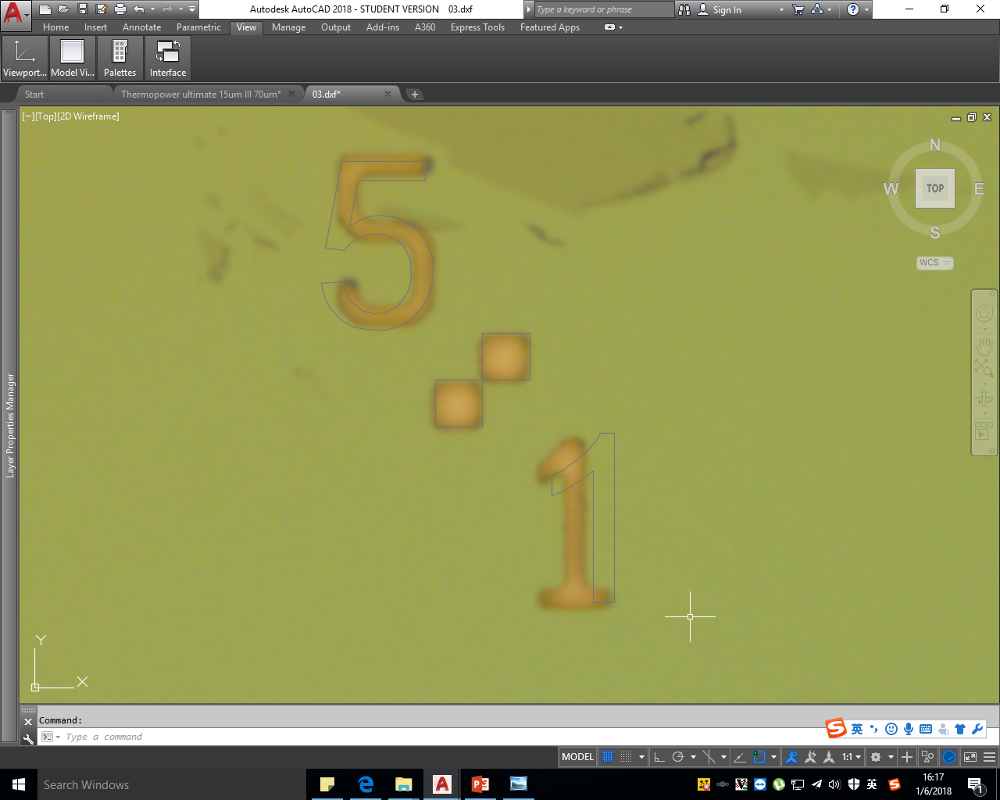 Autodesk AutoCAD 2018 - STUDENT VERSION 03.dxf
Type a keyword or phrase
Sign In
Home Insert Annotate Parametric View Manage Output Add-ins A360 Express Tools Featured Apps
Viewport... Model Vi... Palettes Interface
Start Thermopower ultimate 15um III 70um* 03.dxf*
[−][Top][2D Wireframe]
N
W TOP E
S
WCS
5
1
Layer Properties Manager
Y
X
Command:
Type a command
英
MODEL 1:1
Search Windows
英
16:17
1/6/2018
1